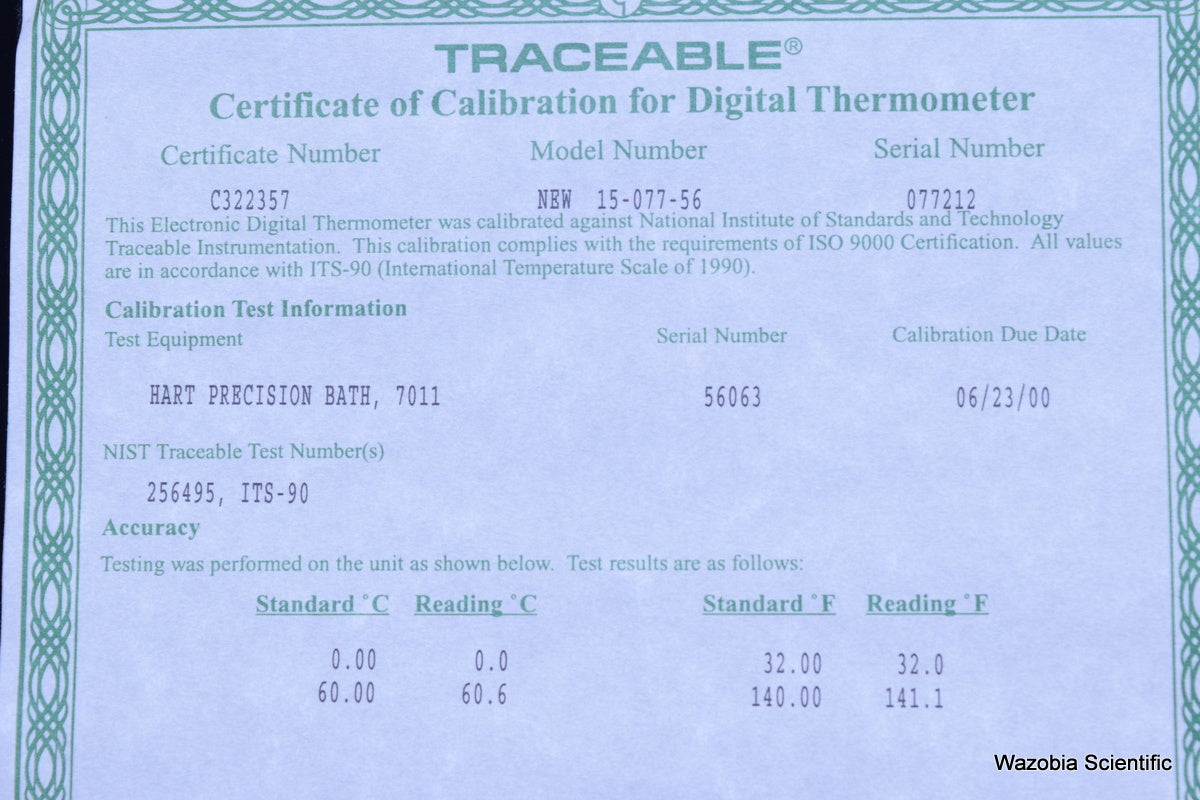 TRACEABLE®
Certificate of Calibration for Digital Thermometer
Certificate Number Model Number Serial Number
C322357 NEW 15-077-56 077212
This Electronic Digital Thermometer was calibrated against National Institute of Standards and Technology
Traceable Instrumentation. This calibration complies with the requirements of ISO 9000 Certification. All values
are in accordance with ITS-90 (International Temperature Scale of 1990).
Calibration Test Information
Test Equipment Serial Number Calibration Due Date
HART PRECISION BATH, 7011 56063 06/23/00
NIST Traceable Test Number(s)
256495, ITS-90
Accuracy
Testing was performed on the unit as shown below. Test results are as follows:
Standard °C Reading °C Standard °F Reading °F
0.00 0.0 32.00 32.0
60.00 60.6 140.00 141.1
Wazobia Scientific